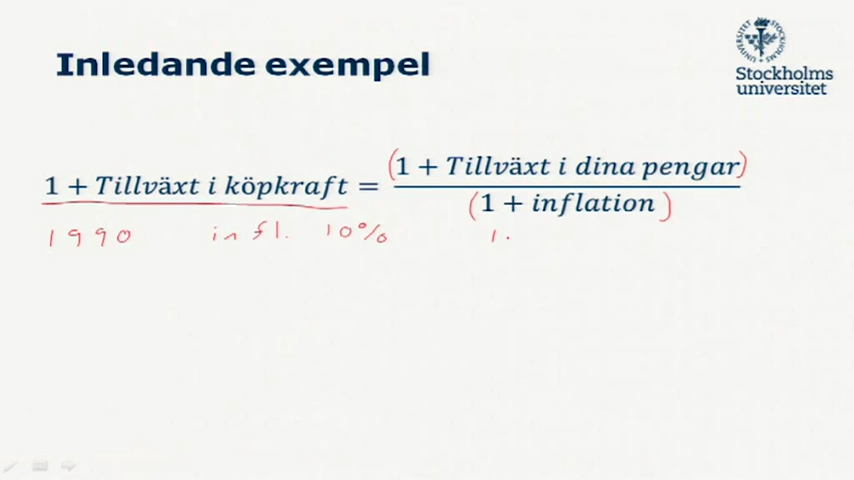 Inledande exempel
Stockholms
universitet
1 + Tillväxt i köpkraft = (1 + Tillväxt i dina pengar)
(1 + inflation)
1990 infl. 10% 1.